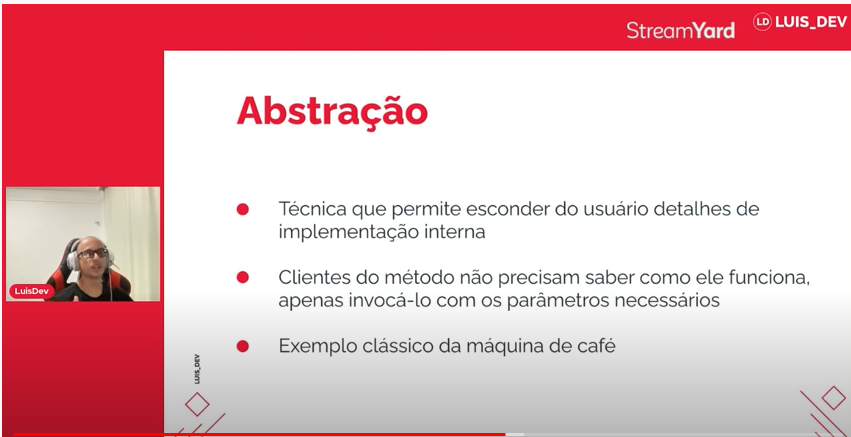 StreamYard
LD LUIS_DEV
Abstração
Técnica que permite esconder do usuário detalhes de
implementação interna
Clientes do método não precisam saber como ele funciona,
apenas invocá-lo com os parâmetros necessários
Exemplo clássico da máquina de café
LuisDev
LUIS_DEV